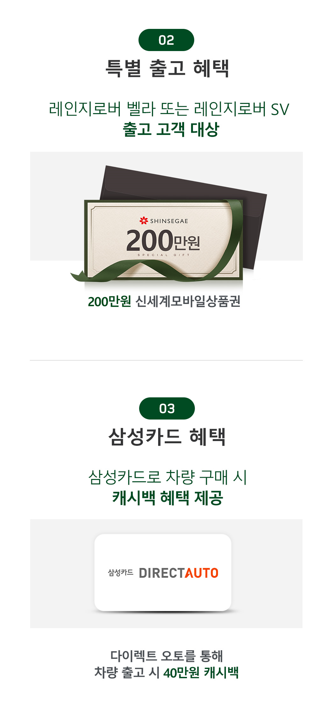 02
특별 출고 혜택
레인지로버 벨라 또는 레인지로버 SV
출고 고객 대상
SHINSEGAE
200만원
SPECIAL GIFT
200만원 신세계모바일상품권
03
삼성카드 혜택
삼성카드로 차량 구매 시
캐시백 혜택 제공
삼성카드 DIRECTAUTO
다이렉트 오토를 통해
차량 출고 시 40만원 캐시백